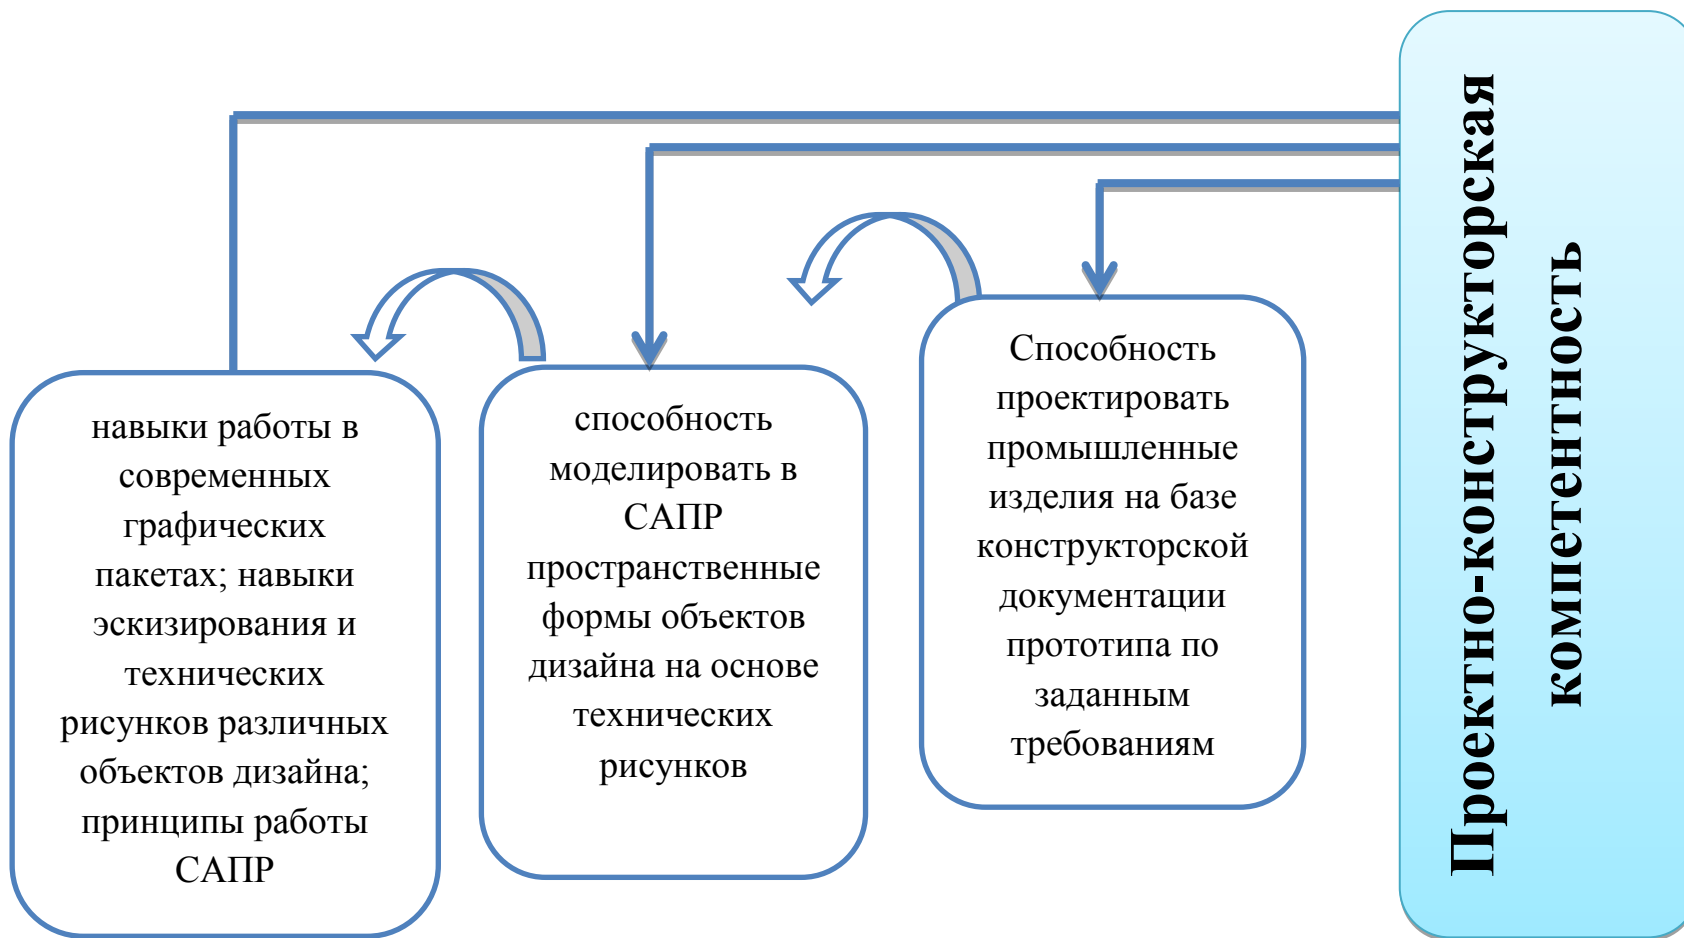 навыки работы в
современных
графических
пакетах; навыки
эскизирования и
технических
рисунков различных
объектов дизайна;
принципы работы
САПР
способность
моделировать в
САПР
пространственные
формы объектов
дизайна на основе
технических
рисунков
Способность
проектировать
промышленные
изделия на базе
конструкторской
документации
прототипа по
заданным
требованиям
Проектно-конструкторская
компетентность